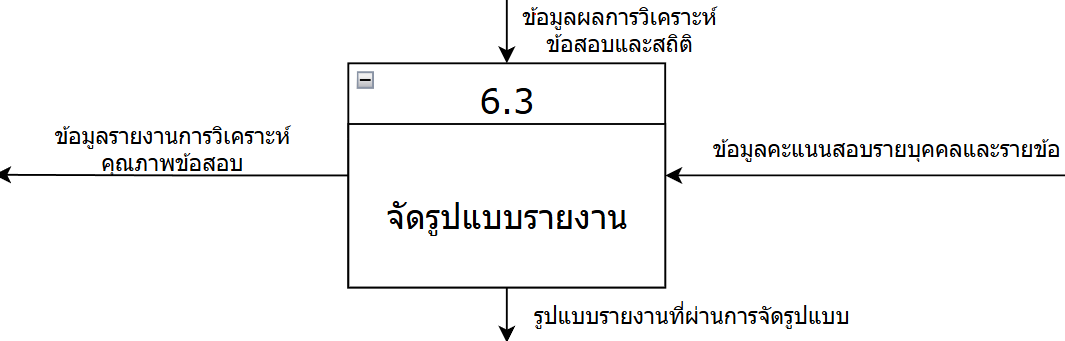 ข้อมูลผลการวิเคราะห์
ข้อสอบและสถิติ
6.3
ข้อมูลรายงานการวิเคราะห์
คุณภาพข้อสอบ
ข้อมูลคะแนนสอบรายบุคคลและรายข้อ
จัดรูปแบบรายงาน
รูปแบบรายงานที่ผ่านการจัดรูปแบบ